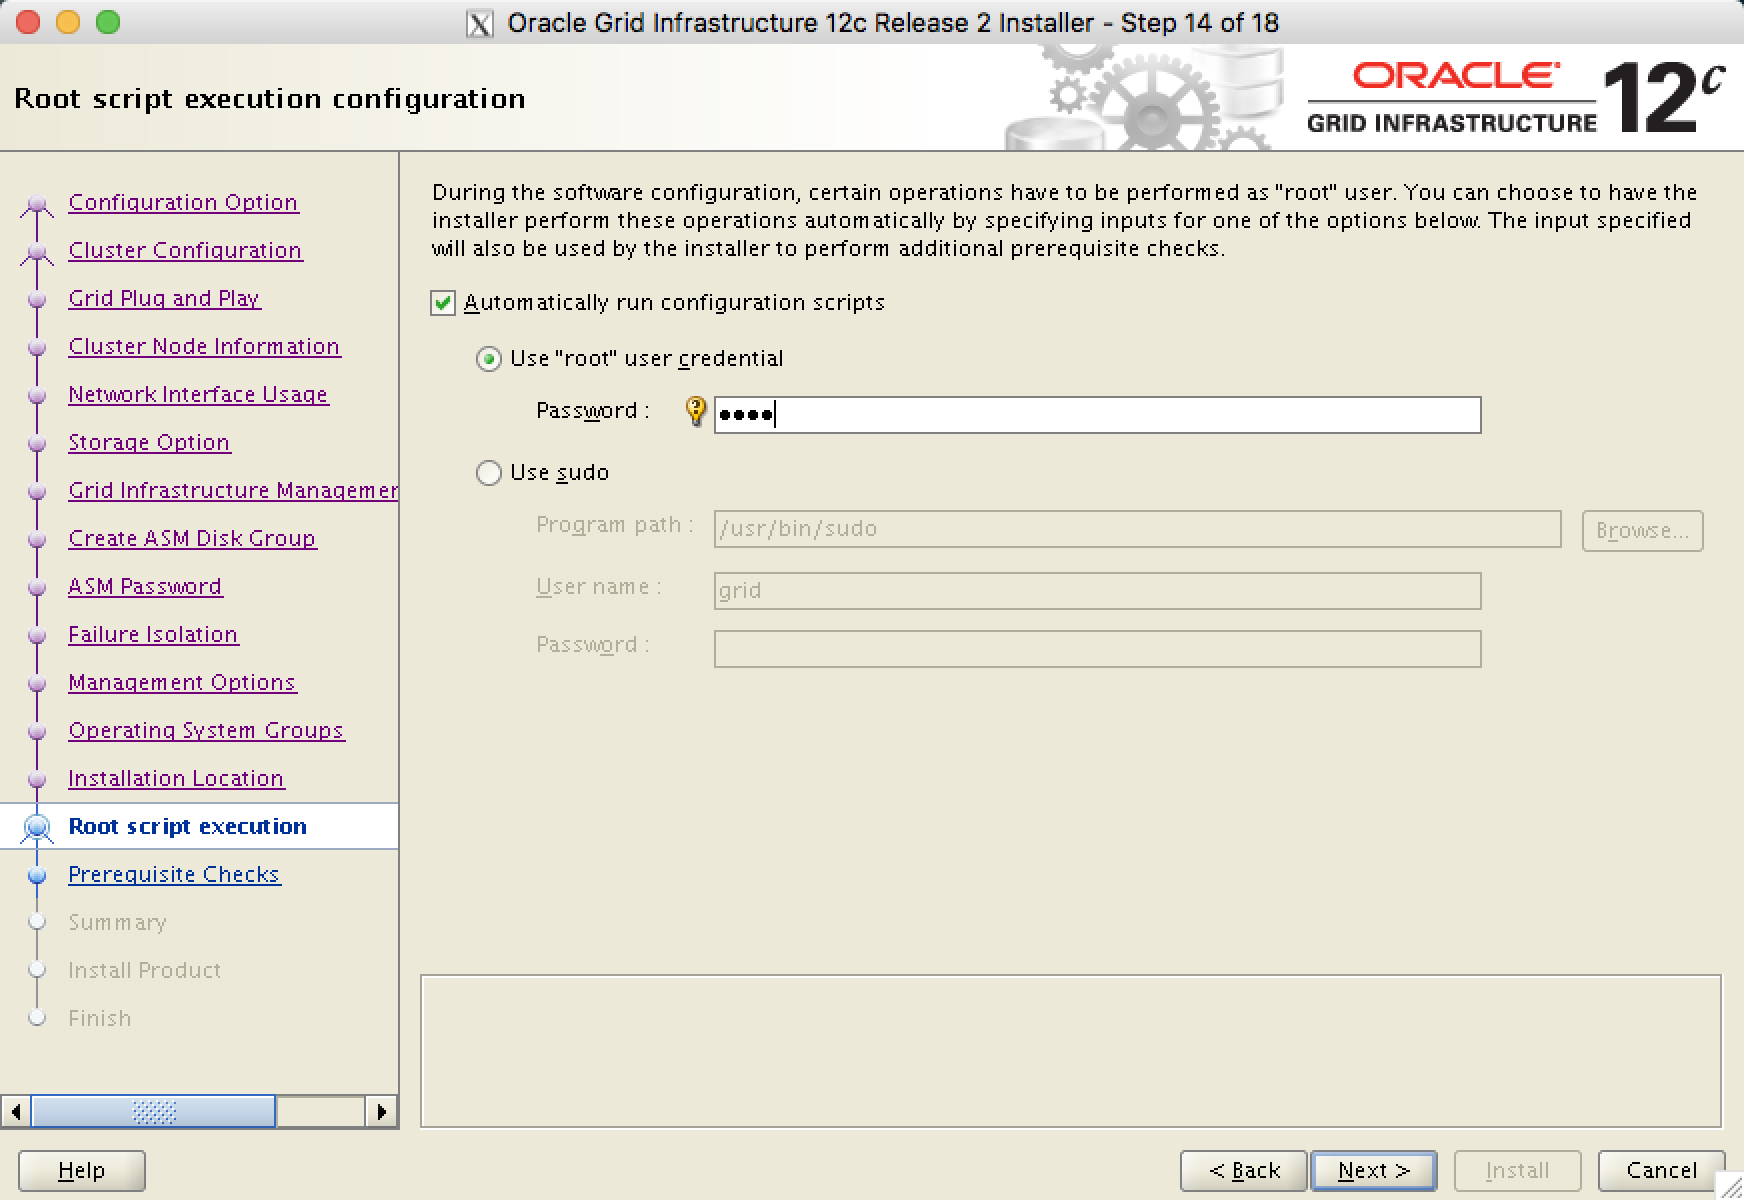 Oracle Grid Infrastructure 12c Release 2 Installer - Step 14 of 18
Root script execution configuration
ORACLE
GRID INFRASTRUCTURE
12c
Configuration Option
Cluster Configuration
Grid Plug and Play
Cluster Node Information
Network Interface Usage
Storage Option
Grid Infrastructure Managemen
Create ASM Disk Group
ASM Password
Failure Isolation
Management Options
Operating System Groups
Installation Location
Root script execution
Prerequisite Checks
Summary
Install Product
Finish
During the software configuration, certain operations have to be performed as "root" user. You can choose to have the
installer perform these operations automatically by specifying inputs for one of the options below. The input specified
will also be used by the installer to perform additional prerequisite checks.
Automatically run configuration scripts
Use "root" user credential
Password :
••••
Use sudo
Program path : /usr/bin/sudo Browse...
User name : grid
Password :
Help
< Back Next > Install Cancel